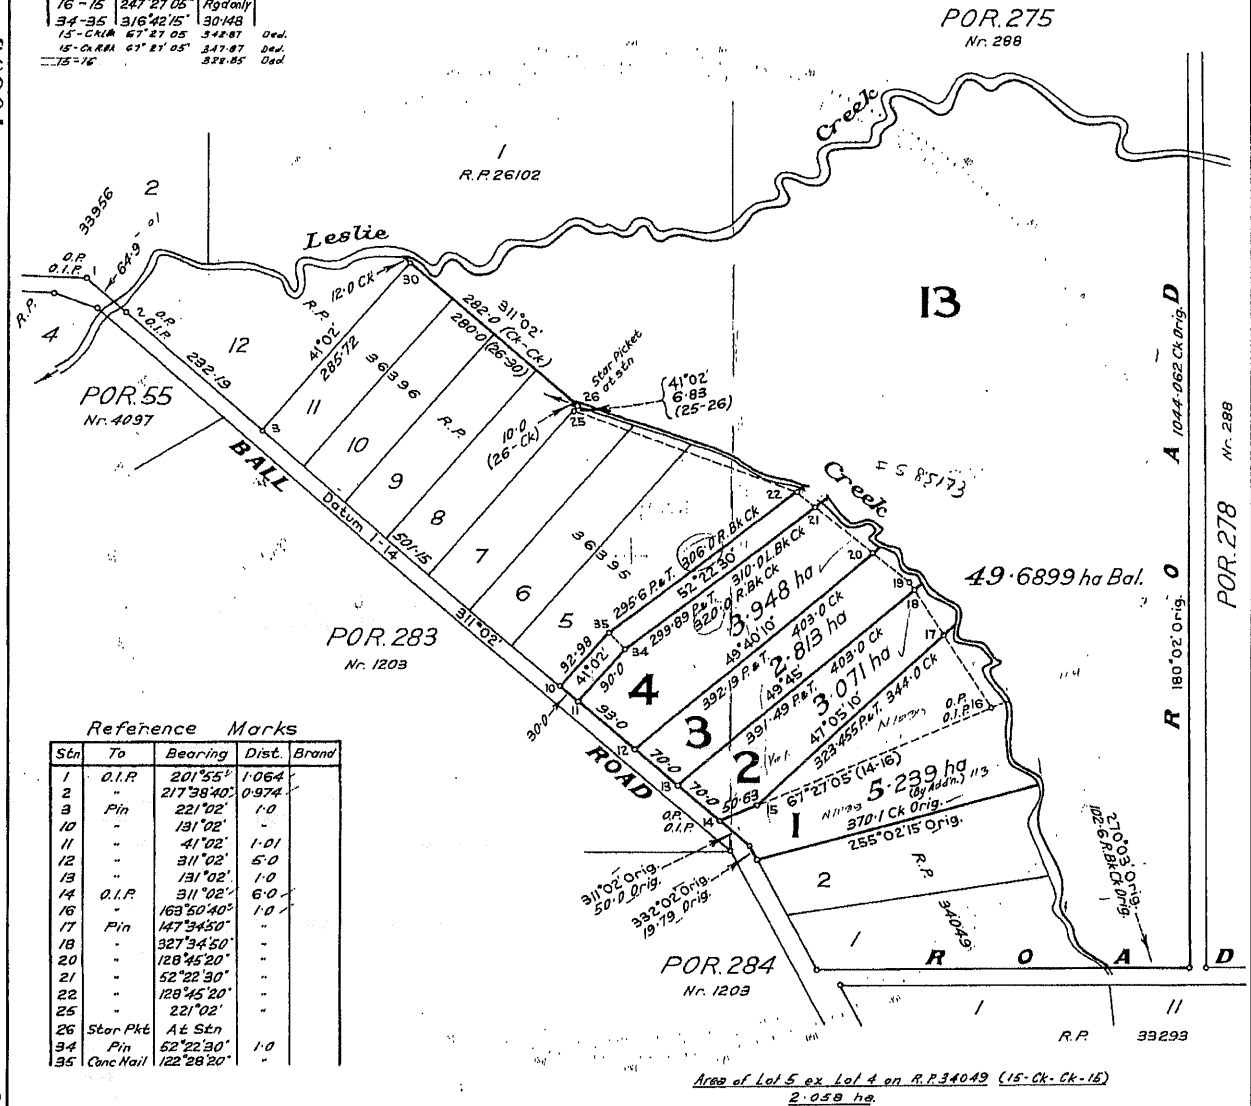 16-15 247°27'05" Rad only
34-35 316°42'15" 30·148
15-Ck LBk 67°27'05 342·87 Ded.
15-Ck RBk 67°27'05" 347·87 Ded.
15-16 328·85 Ded
POR. 275
Nr. 288
Creek
1
R.P. 26102
2
33956
O.P.
O.I.P.
1
64·9
Leslie
12·0 Ck
30
R.P.
4
2
O.P.
O.I.P.
12
232·19
R.P.
41°02'
285·72
311°02'
282·0 (Ck-Ck)
280·0 (26-30)
Star Picket
at stn
26
25
41°02'
6·83
(25-26)
10·0
(26-Ck)
13
ROAD
1044·062 Ck Orig.
180°02' Orig.
Nr. 288
POR. 278
POR. 55
Nr. 4097
3
11
36396
R.P.
10
9
8
7
6
5
36395
BALL
Datum 1-14
501·15
311°02'
Creek
22
21
20
19
18
17
49·6899 ha Bal.
295·6 P.&T. 306·0 R.Bk Ck
52°22'30"
299·89 P.&T. 310·0 L.Bk Ck
320·0 R.Bk Ck
35
34
92·98
41°02'
90·0
10
11
30·0
POR. 283
Nr. 1203
4
3·948 ha
403·0 Ck
49°40'10"
392·19 P.&T.
93·0
12
3
2·813 ha
403·0 Ck
49°45'
391·49 P.&T.
70·0
13
2
3·071 ha
344·0 Ck
47°05'10"
323·455 P.&T.
70·0
O.P.
O.I.P. 16
50·63
15
67°27'05 (14-16)
1
5·239 ha
(By Addn.)
113
370·1 Ck Orig.
255°02'15 Orig.
ROAD
O.P.
O.I.P.
14
311°02' Orig.
50·0 Orig.
332°02' Orig.
19·79 Orig.
2
R.P.
34049
1
270°03' Orig.
102·6 R.Bk Ck Orig.
ROAD
POR. 284
Nr. 1203
1
11
R.P. 33293
Reference Marks
Stn To Bearing Dist. Brand
1 O.I.P. 201°55' 1·064
2 " 217°38'40" 0·974
3 Pin 221°02' 1·0
10 " 131°02' "
11 " 41°02' 1·01
12 " 311°02' 5·0
13 " 131°02' 1·0
14 O.I.P. 311°02' 6·0
16 " 163°50'40" 1·0
17 Pin 147°34'50" "
18 " 327°34'50" "
20 " 128°45'20" "
21 " 52°22'30" "
22 " 128°45'20" "
25 " 221°02' "
26 Star Pkt At Stn
34 Pin 52°22'30" 1·0
35 Conc Nail 122°28'20" "
Area of Lot 5 ex Lot 4 on R.P. 34049 (15-Ck-Ck-15)
2·058 ha.